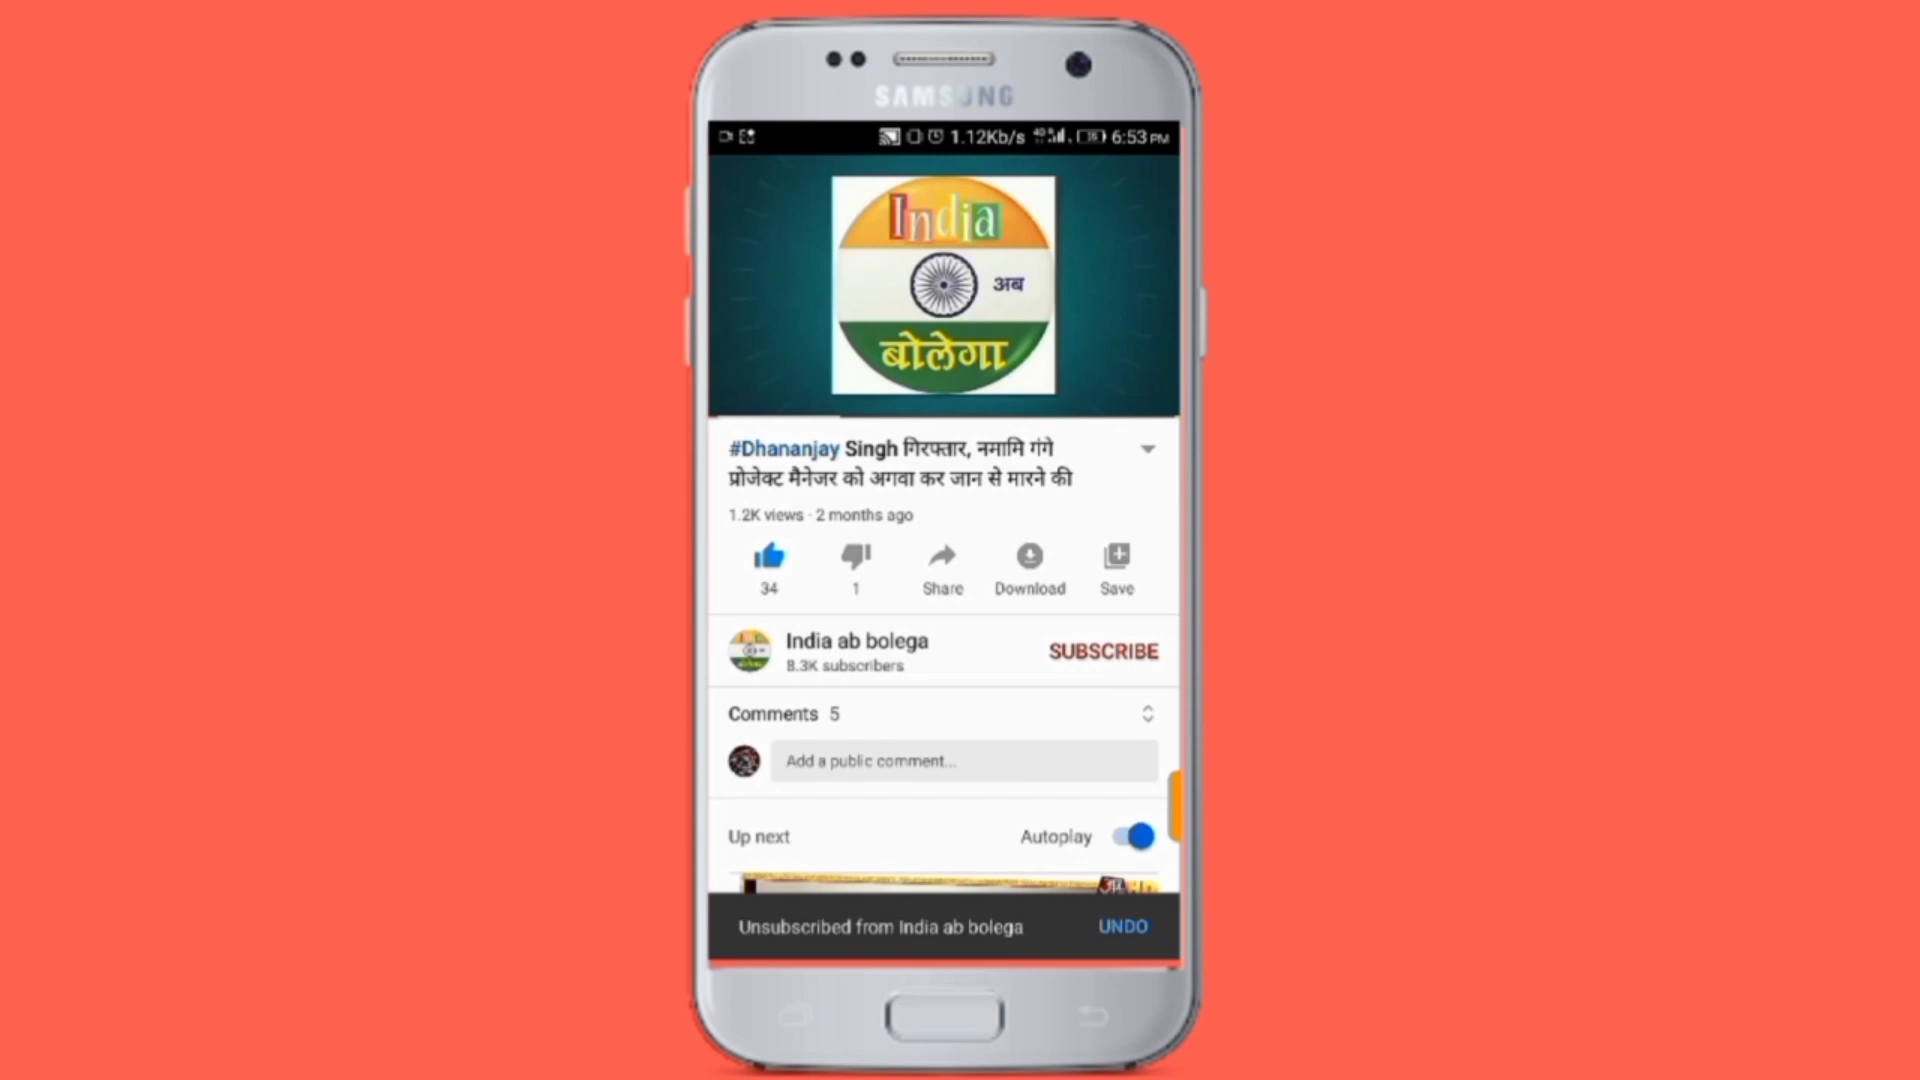 SAMSUNG
1.12Kb/s 6:53 PM
India
अब
बोलेगा
#Dhananjay Singh गिरफ्तार, नमामि गंगे
प्रोजेक्ट मैनेजर को अगवा कर जान से मारने की
1.2K views · 2 months ago
34 1 Share Download Save
India ab bolega
8.3K subscribers
SUBSCRIBE
Comments 5
Add a public comment...
Up next Autoplay
Unsubscribed from India ab bolega UNDO